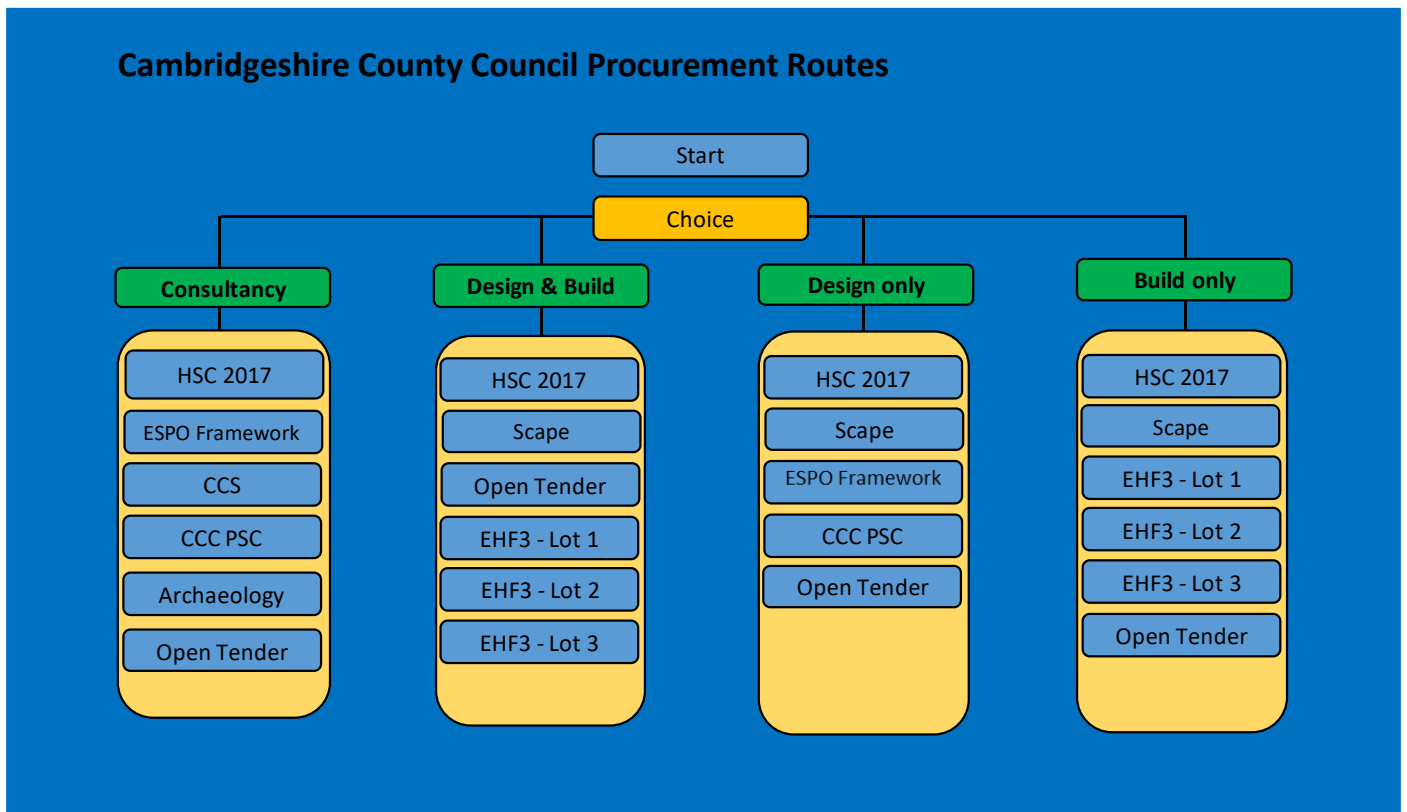 Cambridgeshire County Council Procurement Routes
Start
Choice
Consultancy
HSC 2017
ESPO Framework
CCS
CCC PSC
Archaeology
Open Tender
Design & Build
HSC 2017
Scape
Open Tender
EHF3 - Lot 1
EHF3 - Lot 2
EHF3 - Lot 3
Design only
HSC 2017
Scape
ESPO Framework
CCC PSC
Open Tender
Build only
HSC 2017
Scape
EHF3 - Lot 1
EHF3 - Lot 2
EHF3 - Lot 3
Open Tender